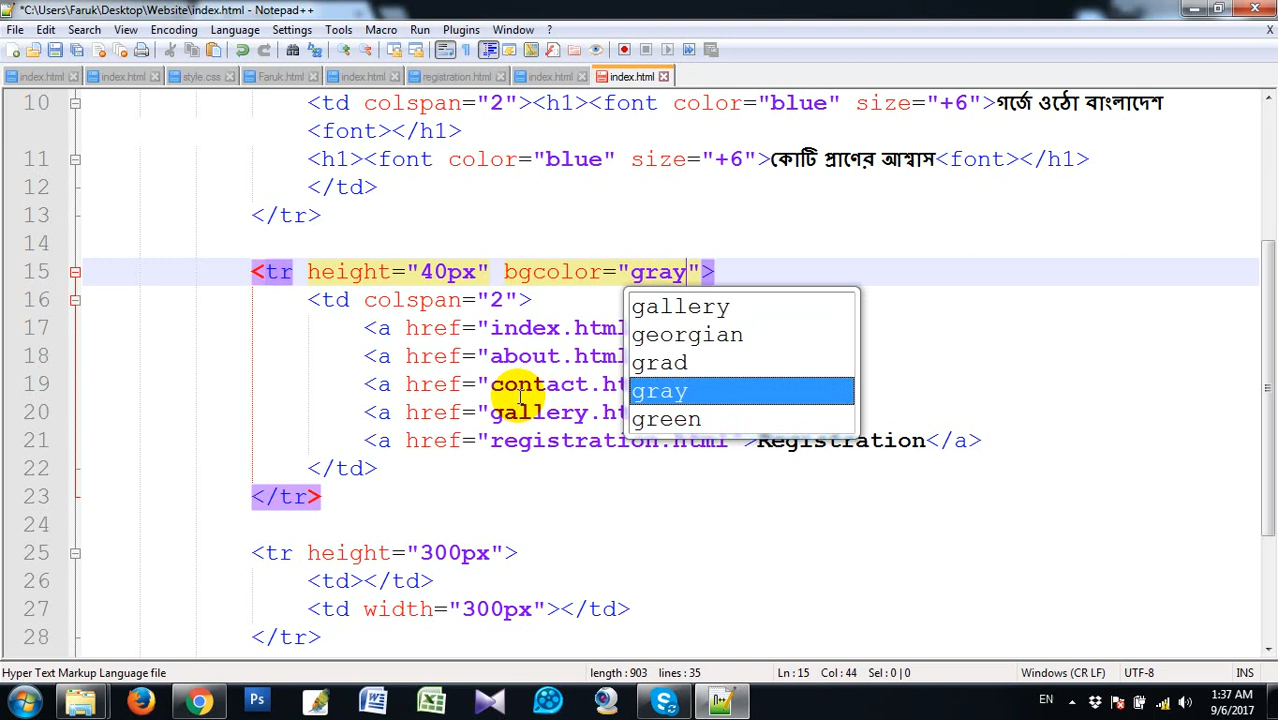 *C:\Users\Faruk\Desktop\Website\index.html - Notepad++
File Edit Search View Encoding Language Settings Tools Macro Run Plugins Window ? X
index.html index.html style.css Faruk.html index.html registration.html index.html index.html
10 <td colspan="2"><h1><font color="blue" size="+6">গর্জে ওঠো বাংলাদেশ
<font></h1>
11 <h1><font color="blue" size="+6">কোটি প্রাণের আশ্বাস<font></h1>
12 </td>
13 </tr>
14
15 <tr height="40px" bgcolor="gray">
16 <td colspan="2"> gallery
georgian
17 <a href="index.html
18 <a href="about.html grad
19 <a href="contact.ht gray
20 <a href="gallery.ht green
21 <a href="registration.html">Registration</a>
22 </td>
23 </tr>
24
25 <tr height="300px">
26 <td></td>
27 <td width="300px"></td>
28 </tr>
Hyper Text Markup Language file length : 903 lines : 35 Ln : 15 Col : 44 Sel : 0 | 0 Windows (CR LF) UTF-8 INS
Ps EN 1:37 AM
9/6/2017